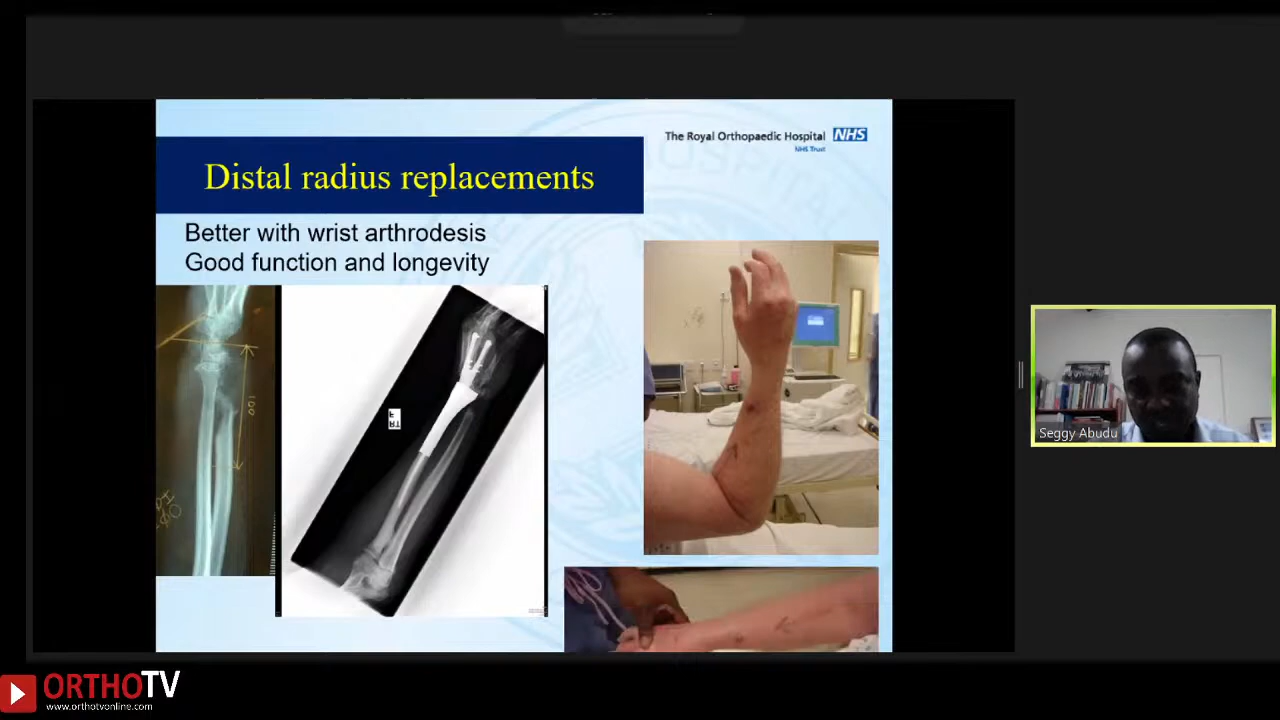 The Royal Orthopaedic Hospital NHS
NHS Trust
Distal radius replacements
Better with wrist arthrodesis
Good function and longevity
100
Seggy Abudu
ORTHOTV
www.orthotvonline.com